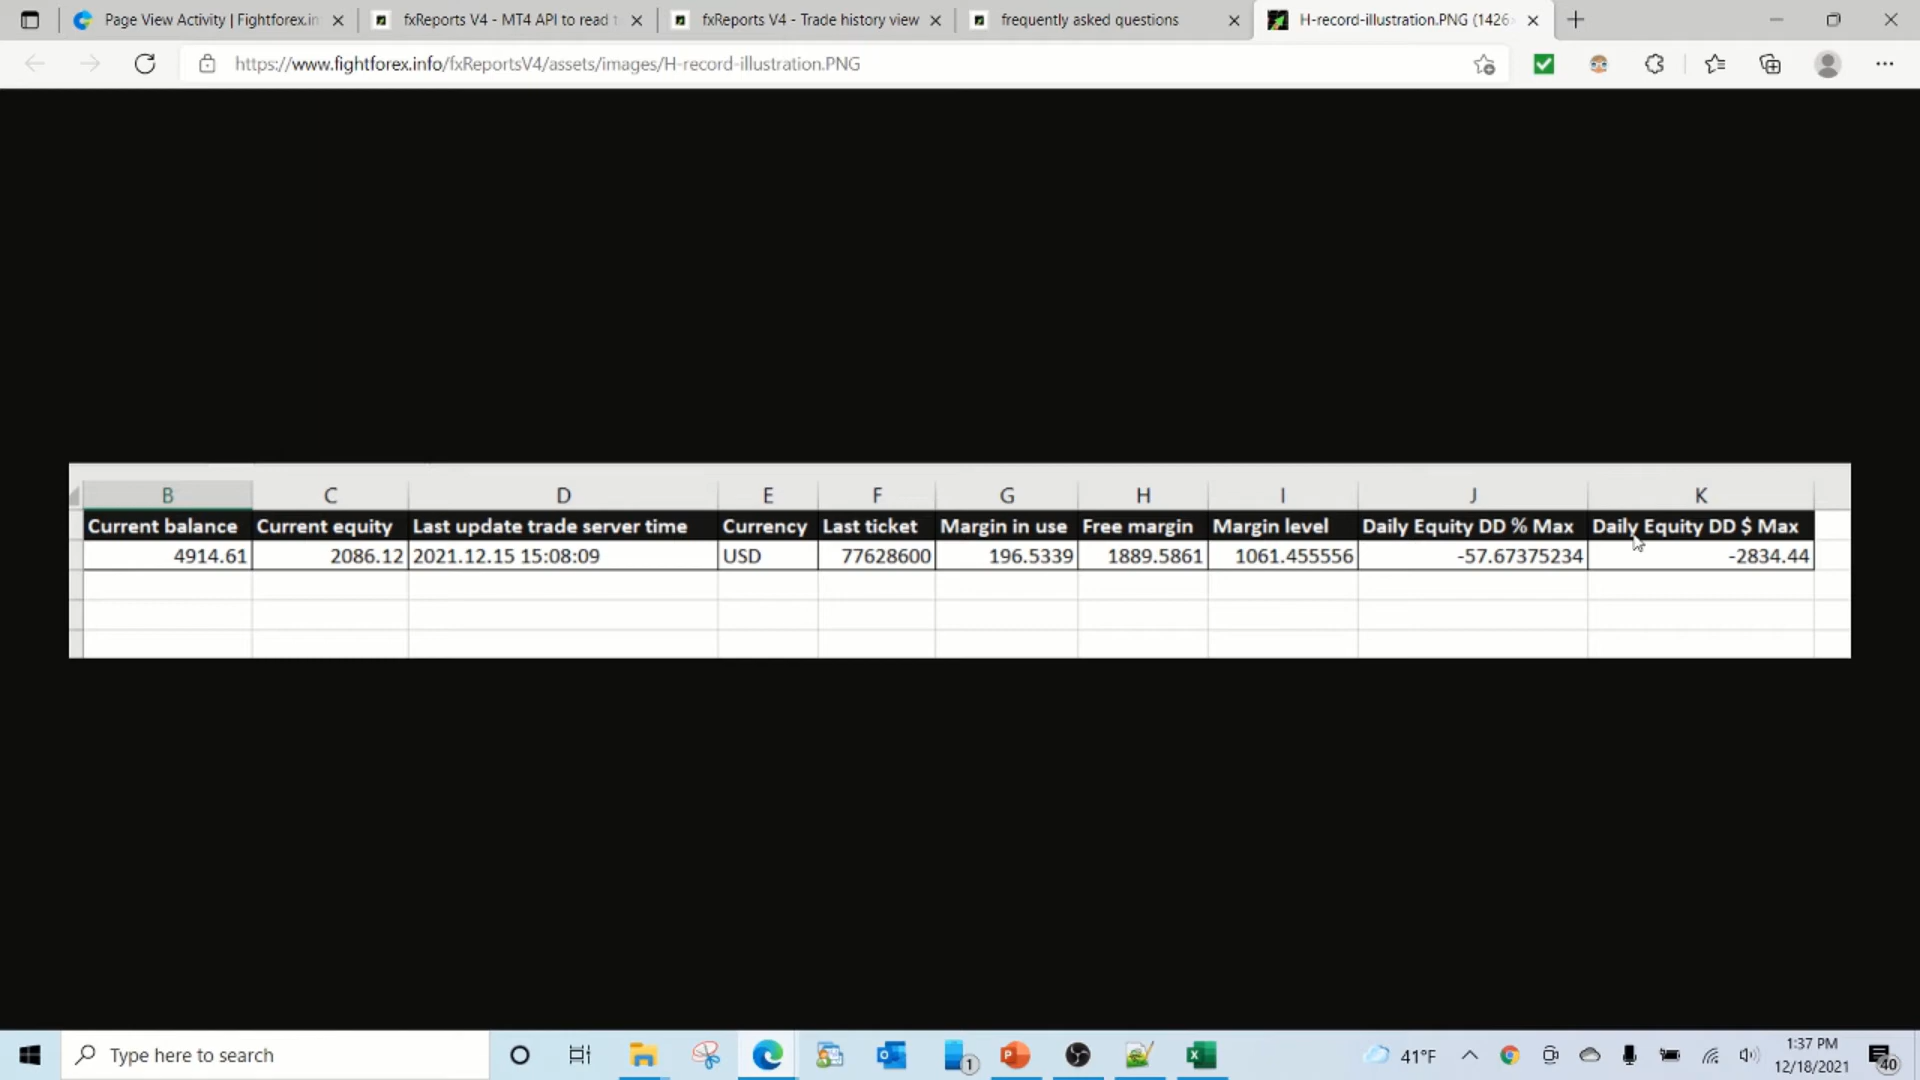 Page View Activity | Fightforex.in
fxReports V4 - MT4 API to read t
fxReports V4 - Trade history view
frequently asked questions
H-record-illustration.PNG (1426
https://www.fightforex.info/fxReportsV4/assets/images/H-record-illustration.PNG
B C D E F G H I J K
Current balance Current equity Last update trade server time Currency Last ticket Margin in use Free margin Margin level Daily Equity DD % Max Daily Equity DD $ Max
4914.61 2086.12 2021.12.15 15:08:09 USD 77628600 196.5339 1889.5861 1061.455556 -57.67375234 -2834.44
Type here to search
1
41°F
1:37 PM
12/18/2021
40